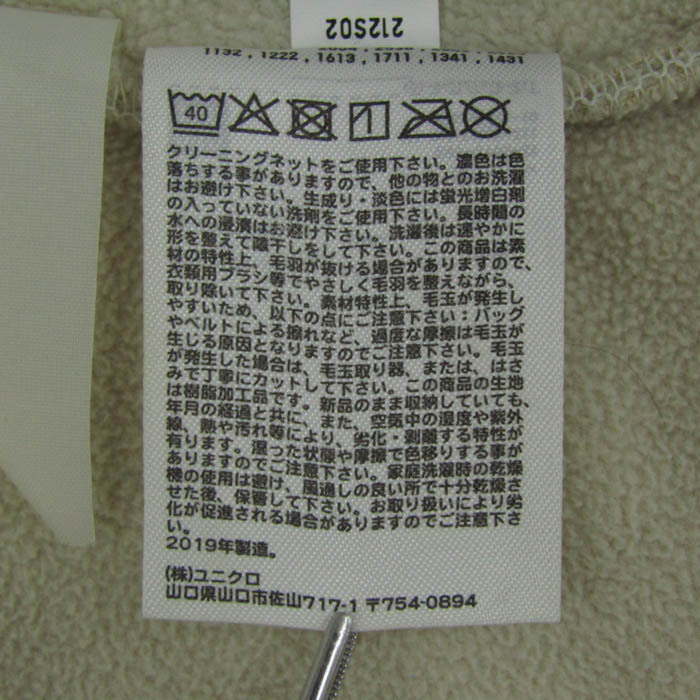 212S02
1132 , 1222 , 1613 , 1711 , 1341 , 1431
40
クリーニングネットをご使用下さい。濃色は色
落ちする事がありますので、他の物とのお洗濯
はお避け下さい。生成り・淡色には蛍光増白剤
の入っていない洗剤をご使用下さい。長時間の
水への浸漬はお避け下さい。洗濯後は速やかに
形を整えて陰干しをして下さい。この商品は素
材の特性上、毛羽が抜ける場合がありますので、
衣類用ブラシ等でやさしく毛羽を整えながら、
取り除いて下さい。素材特性上、毛玉が発生し
やすいため、以下の点にご注意下さい：バッグ
やベルトによる擦れなど、過度な摩擦は毛玉が
生じる原因となりますのでご注意下さい。毛玉
が発生した場合は、毛玉取り器、または、はさ
みで丁寧にカットして下さい。この商品の生地
は樹脂加工品です。新品のまま収納していても、
年月の経過と共に、また、空気中の湿度や紫外
線、熱や汚れ等により、劣化・剥離する特性が
有ります。湿った状態や摩擦で色移りする事が
ありますのでご注意下さい。家庭洗濯時の乾燥
機の使用は避け、風通しの良い所で十分乾燥さ
せた後、保管して下さい。お取り扱いにより劣
化が促進される場合がありますのでご注意下さ
い。
2019年製造。
(株)ユニクロ
山口県山口市佐山717-1 〒754-0894